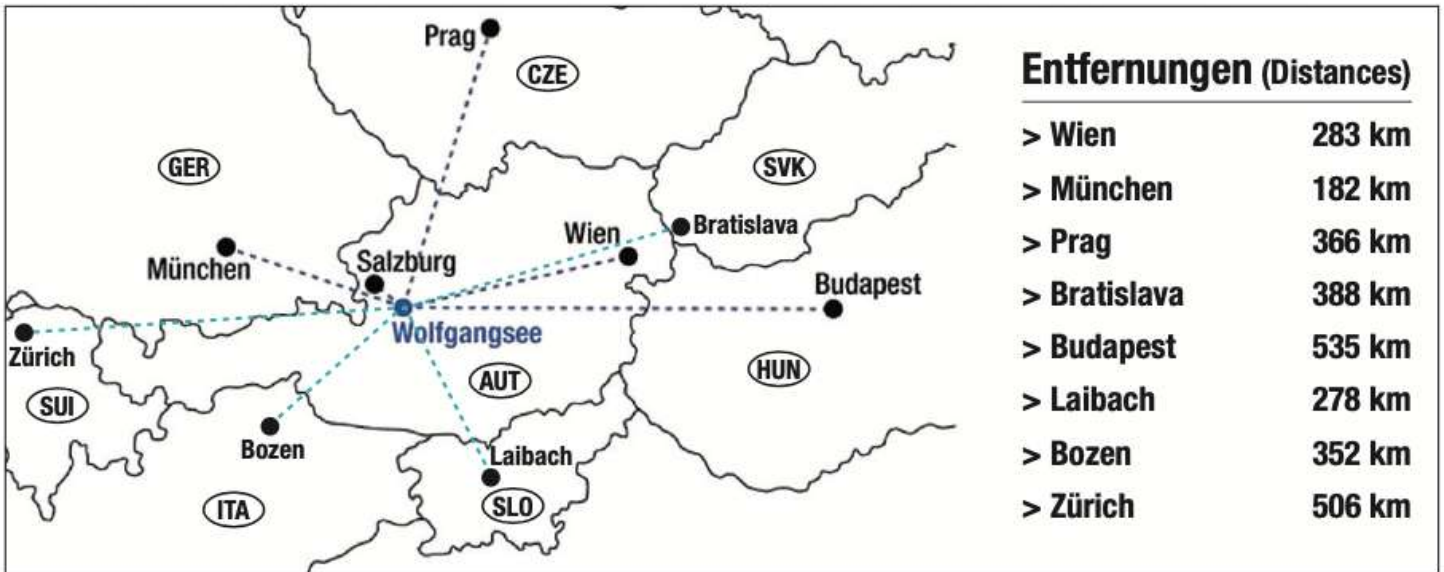 Prag
CZE
GER
SVK
Bratislava
Wien
München
Salzburg
Budapest
Wolfgangsee
Zürich
HUN
AUT
SUI
Bozen
Laibach
ITA
SLO
Entfernungen (Distances)
> Wien 283 km
> München 182 km
> Prag 366 km
> Bratislava 388 km
> Budapest 535 km
> Laibach 278 km
> Bozen 352 km
> Zürich 506 km